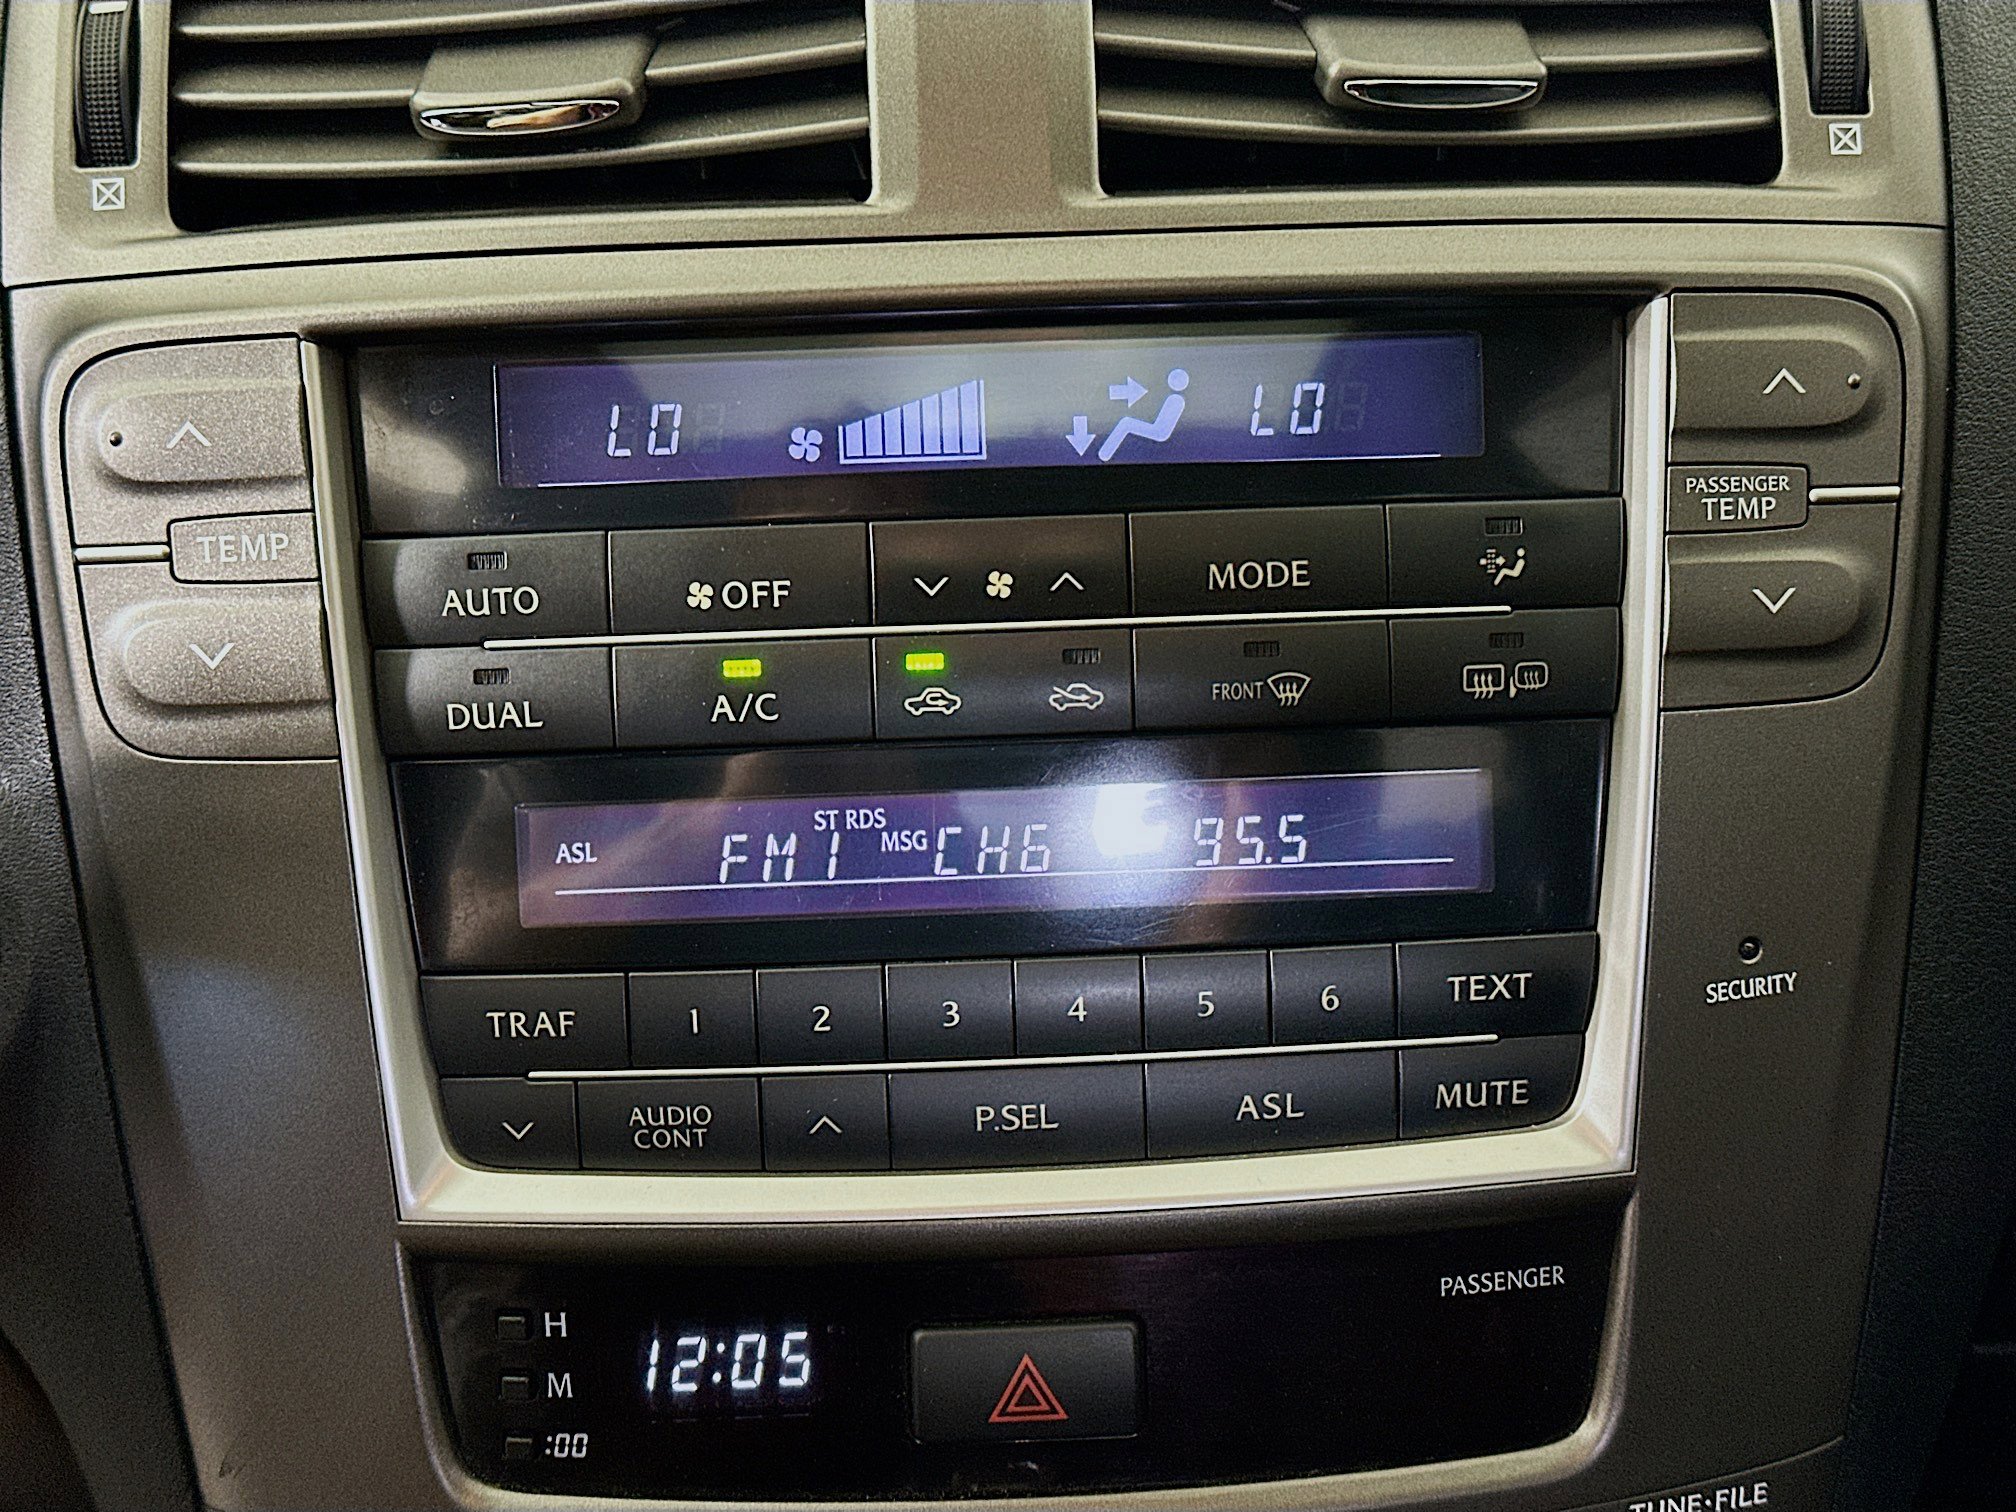 LO LO
TEMP
PASSENGER
TEMP
AUTO OFF MODE
DUAL A/C FRONT
ASL FM1 ST RDS MSG CH6 95.5
SECURITY
TRAF 1 2 3 4 5 6 TEXT
AUDIO
CONT P.SEL ASL MUTE
PASSENGER
H
M 12:05
:00
TUNE·FILE